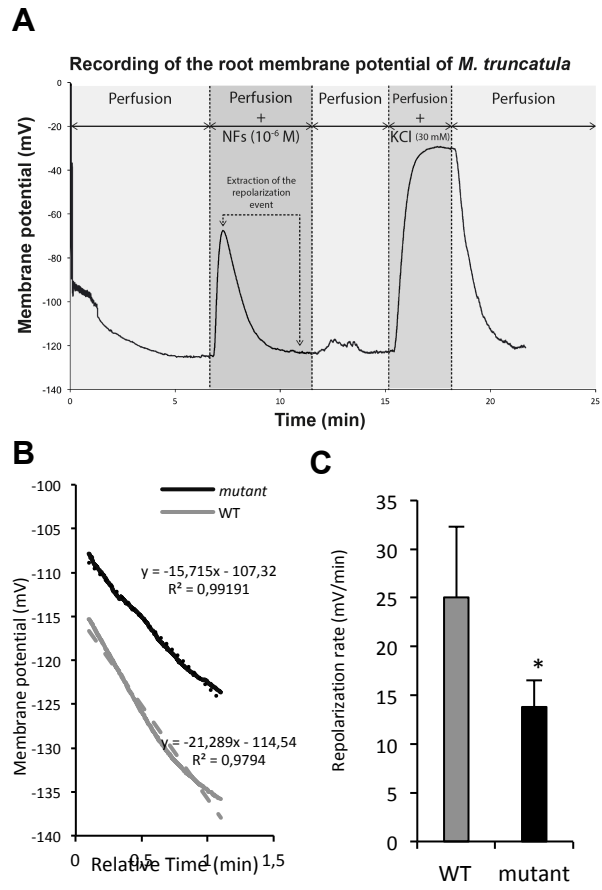 A
Recording of the root membrane potential of M. truncatula
Perfusion
Perfusion
+
NFs (10⁻⁶ M)
Perfusion
Perfusion
+
KCl (30 mM)
Perfusion
Extraction of the
repolarization
event
Membrane potential (mV)
0
-20
-40
-60
-80
-100
-120
-140
0
5
10
15
20
25
Time (min)
B
Membrane potential (mV)
-100
-105
-110
-115
-120
-125
-130
-135
-140
mutant
WT
y = -15,715x - 107,32
R² = 0,99191
y = -21,289x - 114,54
R² = 0,9794
0
0,5
1
1,5
Relative Time (min)
C
Repolarization rate (mV/min)
35
30
25
20
15
10
5
0
*
WT
mutant